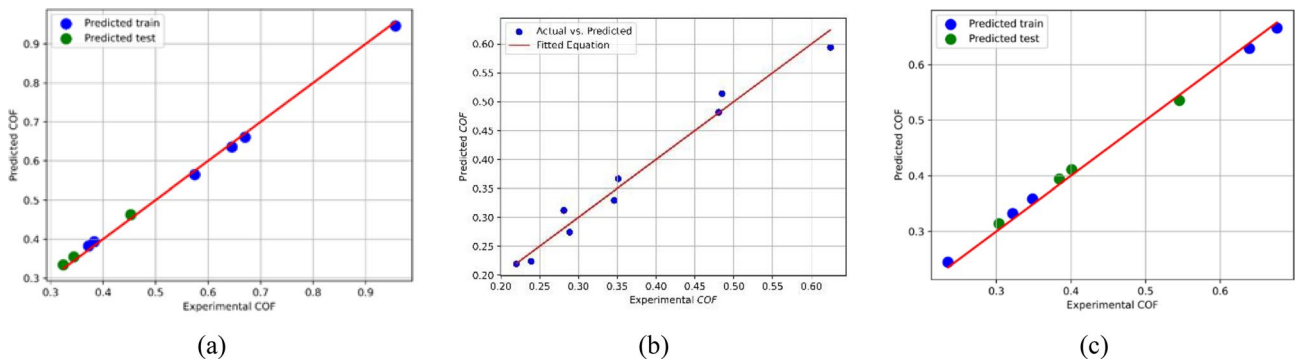 Predicted train
Predicted test
Predicted COF
0.9
0.8
0.7
0.6
0.5
0.4
0.3
0.3 0.4 0.5 0.6 0.7 0.8 0.9
Experimental COF
(a)
Actual vs. Predicted
Fitted Equation
Predicted COF
0.60
0.55
0.50
0.45
0.40
0.35
0.30
0.25
0.20
0.20 0.25 0.30 0.35 0.40 0.45 0.50 0.55 0.60
Experimental COF
(b)
Predicted train
Predicted test
Predicted COF
0.6
0.5
0.4
0.3
0.3 0.4 0.5 0.6
Experimental COF
(c)